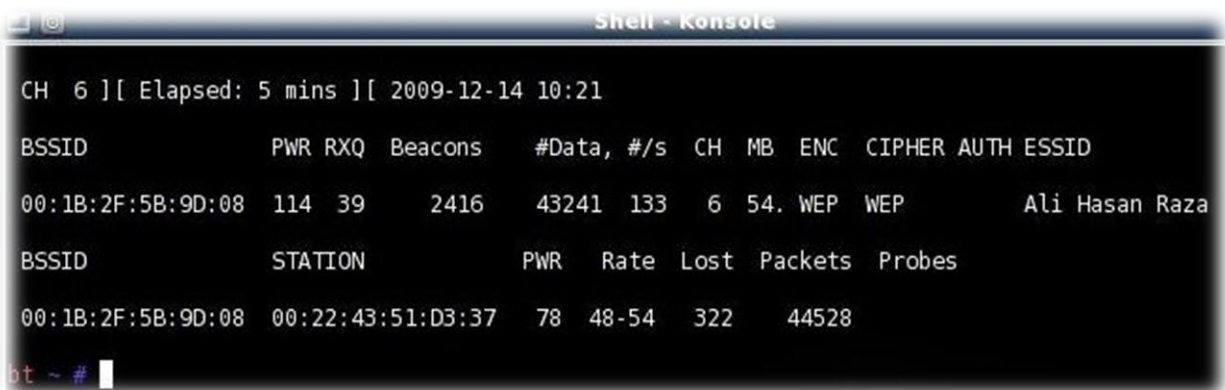 Shell - Konsole
CH 6 ][ Elapsed: 5 mins ][ 2009-12-14 10:21
BSSID PWR RXQ Beacons #Data, #/s CH MB ENC CIPHER AUTH ESSID
00:1B:2F:5B:9D:08 114 39 2416 43241 133 6 54. WEP WEP Ali Hasan Raza
BSSID STATION PWR Rate Lost Packets Probes
00:1B:2F:5B:9D:08 00:22:43:51:D3:37 78 48-54 322 44528
bt ~ #